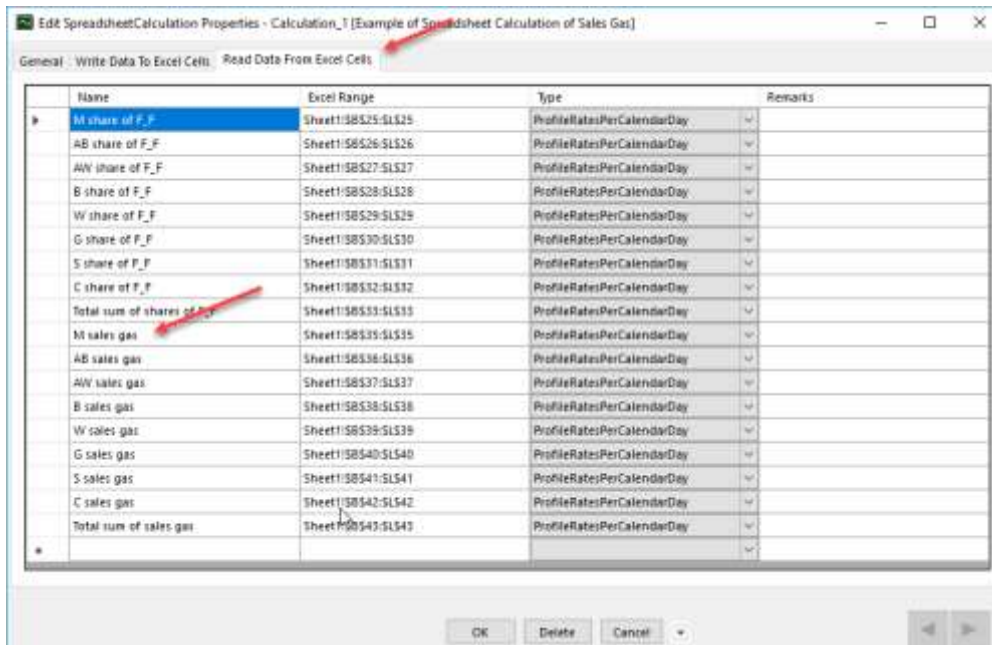 Edit SpreadsheetCalculation Properties - Calculation_1 [Example of Spreadsheet Calculation of Sales Gas]
General Write Data To Excel Cells Read Data From Excel Cells
Name Excel Range Type Remarks
M share of F_F Sheet1!$B$25:$L$25 ProfileRatesPerCalendarDay
AB share of F_F Sheet1!$B$26:$L$26 ProfileRatesPerCalendarDay
AW share of F_F Sheet1!$B$27:$L$27 ProfileRatesPerCalendarDay
B share of F_F Sheet1!$B$28:$L$28 ProfileRatesPerCalendarDay
W share of F_F Sheet1!$B$29:$L$29 ProfileRatesPerCalendarDay
G share of F_F Sheet1!$B$30:$L$30 ProfileRatesPerCalendarDay
S share of F_F Sheet1!$B$31:$L$31 ProfileRatesPerCalendarDay
C share of F_F Sheet1!$B$32:$L$32 ProfileRatesPerCalendarDay
Total sum of shares of F_F Sheet1!$B$33:$L$33 ProfileRatesPerCalendarDay
M sales gas Sheet1!$B$35:$L$35 ProfileRatesPerCalendarDay
AB sales gas Sheet1!$B$36:$L$36 ProfileRatesPerCalendarDay
AW sales gas Sheet1!$B$37:$L$37 ProfileRatesPerCalendarDay
B sales gas Sheet1!$B$38:$L$38 ProfileRatesPerCalendarDay
W sales gas Sheet1!$B$39:$L$39 ProfileRatesPerCalendarDay
G sales gas Sheet1!$B$40:$L$40 ProfileRatesPerCalendarDay
S sales gas Sheet1!$B$41:$L$41 ProfileRatesPerCalendarDay
C sales gas Sheet1!$B$42:$L$42 ProfileRatesPerCalendarDay
Total sum of sales gas Sheet1!$B$43:$L$43 ProfileRatesPerCalendarDay
OK Delete Cancel